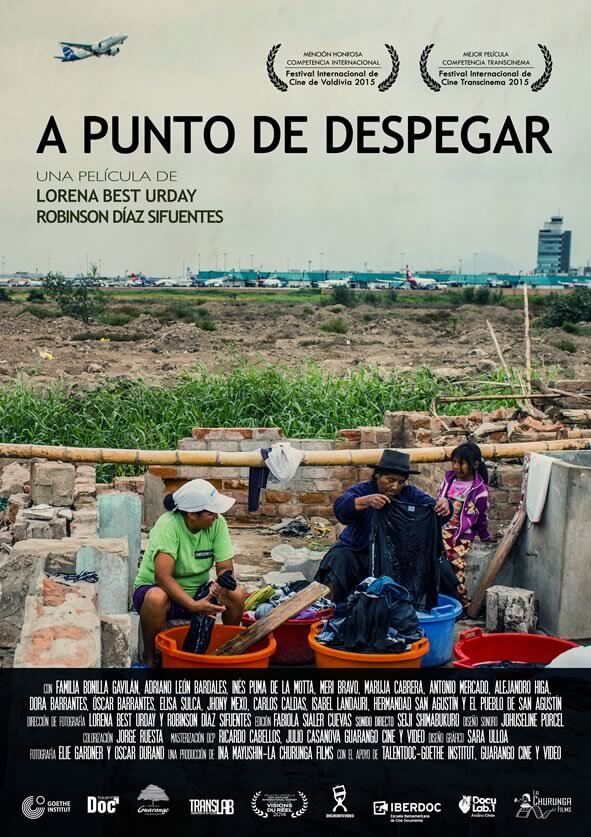 MENCIÓN HONROSA
COMPETENCIA INTERNACIONAL
Festival Internacional de
Cine de Valdivia 2015
MEJOR PELÍCULA
COMPETENCIA TRANSCINEMA
Festival Internacional de
Cine Transcinema 2015
A PUNTO DE DESPEGAR
UNA PELÍCULA DE
LORENA BEST URDAY
ROBINSON DÍAZ SIFUENTES
CON FAMILIA BONILLA GAVILÁN, ADRIANO LEÓN BARDALES, INÉS PUMA DE LA MOTTA, MERI BRAVO, MARUJA CABRERA, ANTONIO MERCADO, ALEJANDRO HIGA,
DORA BARRANTES, ÓSCAR BARRANTES, ELISA SULCA, JHONY MEXO, CARLOS CALDAS, ISABEL LANDAURI, HERMANDAD SAN AGUSTÍN Y EL PUEBLO DE SAN AGUSTÍN
DIRECCIÓN DE FOTOGRAFÍA LORENA BEST URDAY Y ROBINSON DÍAZ SIFUENTES EDICIÓN FABIOLA SIALER CUEVAS SONIDO DIRECTO SEIJI SHIMABUKURO DISEÑO SONORO JOHUSELINE PORCEL
COLORIZACIÓN JORGE RUESTA MASTERIZACIÓN DCP RICARDO CABELLOS, JULIO CASANOVA GUARANGO CINE Y VIDEO DISEÑO GRÁFICO SARA ULLOA
FOTOGRAFÍA ELIE GARDNER Y OSCAR DURAND UNA PRODUCCIÓN DE INA MAYUSHIN-LA CHURUNGA FILMS CON EL APOYO DE TALENTDOC-GOETHE INSTITUT, GUARANGO CINE Y VIDEO
GOETHE
INSTITUT
Doc
Guarango
TRANSLAB
VISIONS DU
RÉEL
2014
DOCMONTEVIDEO
IBERDOC
Docu
Lab.1
LA
CHURUNGA
FILMS